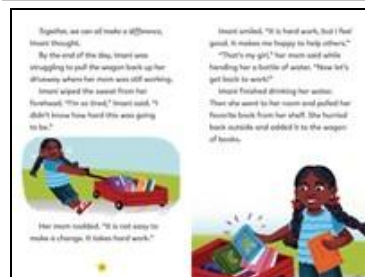 Together, we can all make a difference,
Imani thought.
By the end of the day, Imani was
struggling to pull the wagon back up her
driveway where her mom was still working.
Imani wiped the sweat from her
forehead. "I'm so tired," Imani said. "I
didn't know how hard this was going
to be."
Her mom nodded. "It is not easy to
make a change. It takes hard work."
Imani smiled. "It is hard work, but I feel
good. It makes me happy to help others."
"That's my girl," her mom said while
handing her a bottle of water. "Now let's
get back to work!"
Imani finished drinking her water.
Then she went to her room and pulled her
favorite book from her shelf. She hurried
back outside and added it to the wagon
of books.